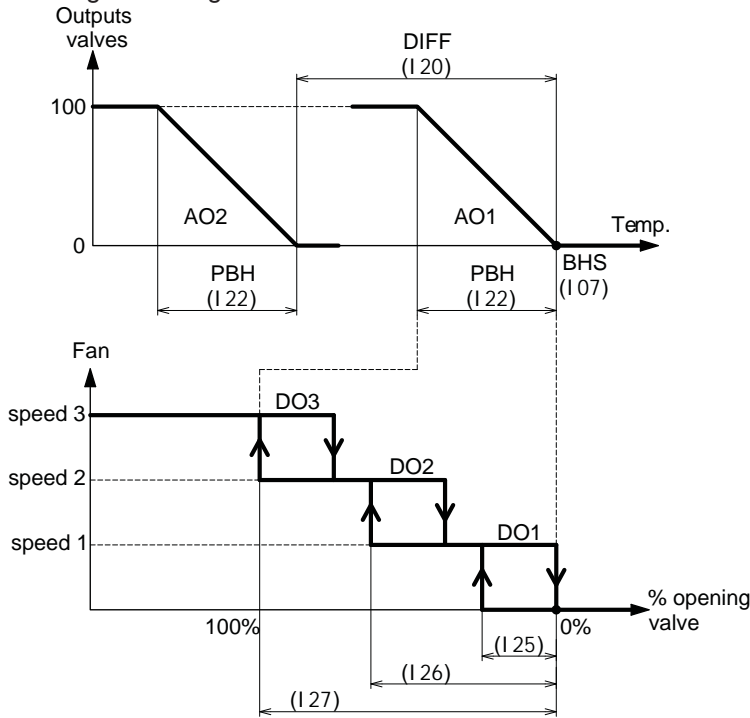 Outputs
valves
DIFF
(I20)
100
AO2
AO1
Temp.
0
PBH
(I22)
PBH
(I22)
BHS
(I07)
Fan
speed 3
DO3
speed 2
DO2
speed 1
DO1
% opening
valve
100%
0%
(I25)
(I26)
(I27)